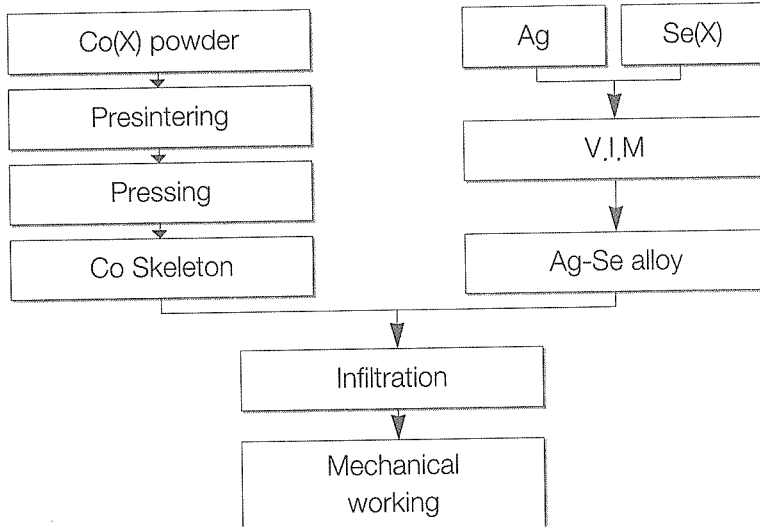 Co(X) powder
Presintering
Pressing
Co Skeleton
Ag
Se(X)
V.I.M
Ag-Se alloy
Infiltration
Mechanical
working